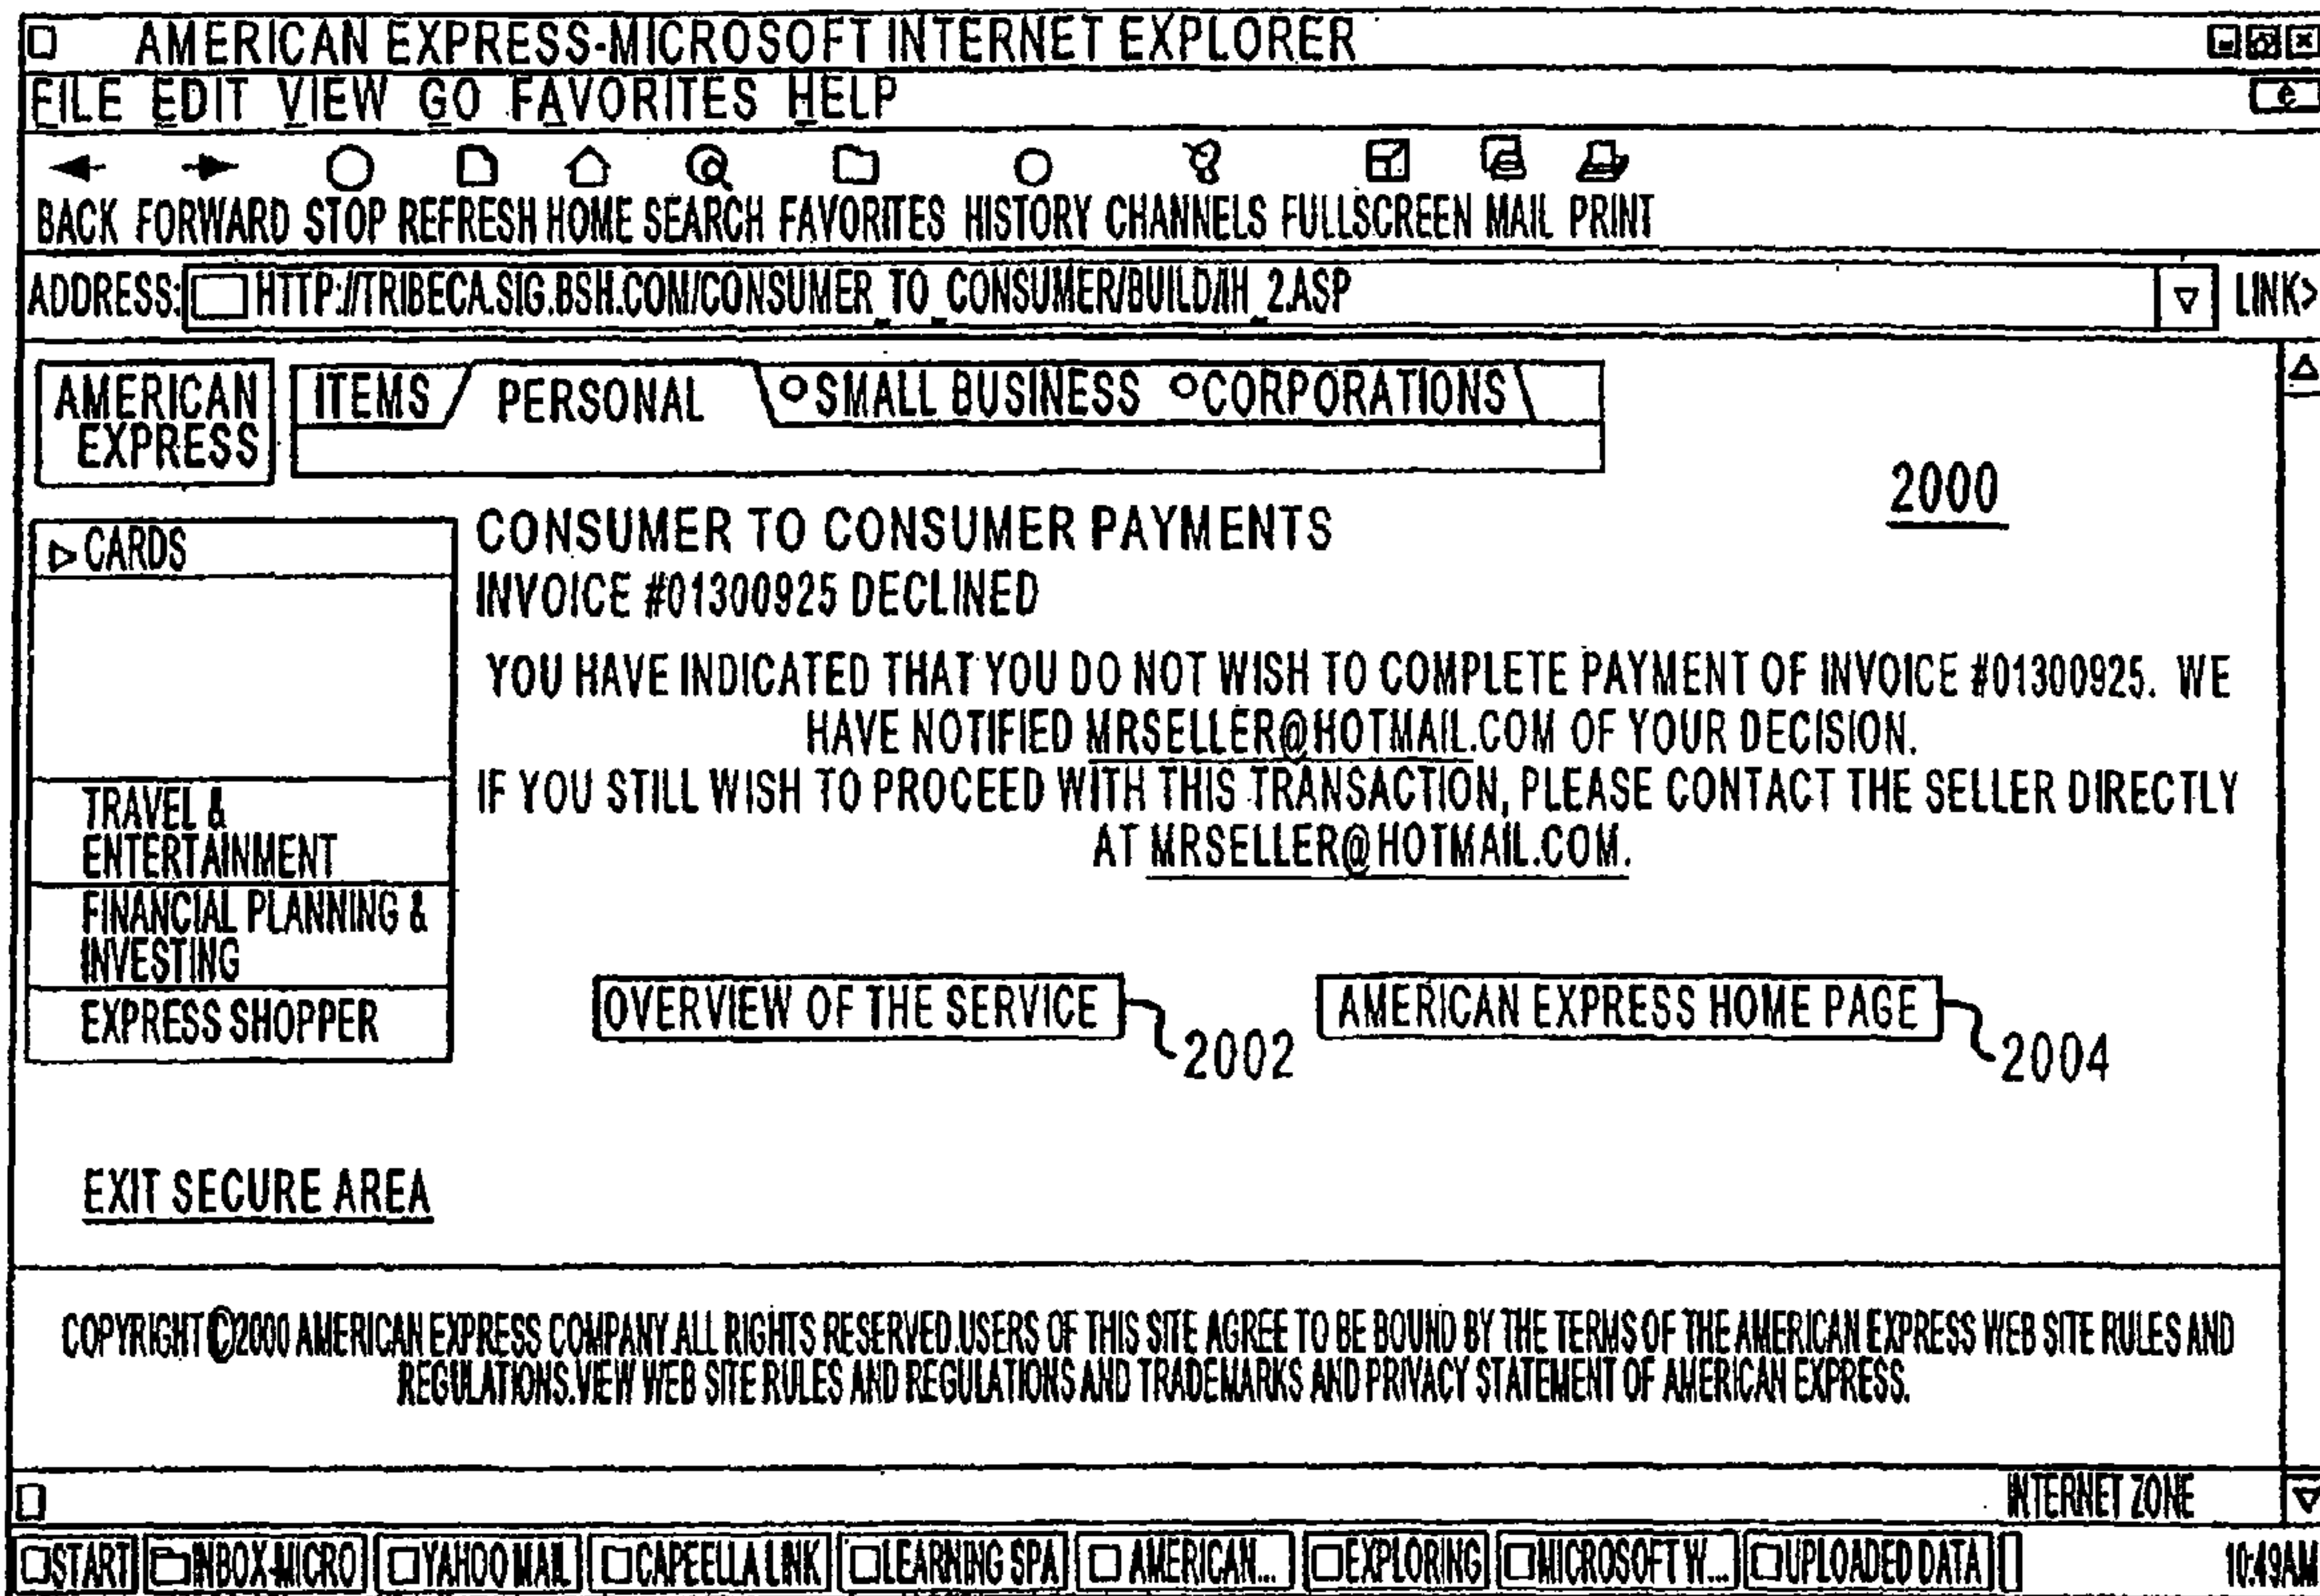 AMERICAN EXPRESS-MICROSOFT INTERNET EXPLORER
FILE EDIT VIEW GO FAVORITES HELP
BACK FORWARD STOP REFRESH HOME SEARCH FAVORITES HISTORY CHANNELS FULLSCREEN MAIL PRINT
ADDRESS: HTTP://TRIBECA.SIG.BSH.COM/CONSUMER_TO_CONSUMER/BUILD/IH_2.ASP LINK>
AMERICAN
EXPRESS
ITEMS PERSONAL SMALL BUSINESS CORPORATIONS
2000
CARDS
TRAVEL &
ENTERTAINMENT
FINANCIAL PLANNING &
INVESTING
EXPRESS SHOPPER
EXIT SECURE AREA
CONSUMER TO CONSUMER PAYMENTS
INVOICE #01300925 DECLINED
YOU HAVE INDICATED THAT YOU DO NOT WISH TO COMPLETE PAYMENT OF INVOICE #01300925. WE
HAVE NOTIFIED MRSELLER@HOTMAIL.COM OF YOUR DECISION.
IF YOU STILL WISH TO PROCEED WITH THIS TRANSACTION, PLEASE CONTACT THE SELLER DIRECTLY
AT MRSELLER@HOTMAIL.COM.
OVERVIEW OF THE SERVICE 2002 AMERICAN EXPRESS HOME PAGE 2004
COPYRIGHT ©2000 AMERICAN EXPRESS COMPANY.ALL RIGHTS RESERVED.USERS OF THIS SITE AGREE TO BE BOUND BY THE TERMS OF THE AMERICAN EXPRESS WEB SITE RULES AND
REGULATIONS.VIEW WEB SITE RULES AND REGULATIONS AND TRADEMARKS AND PRIVACY STATEMENT OF AMERICAN EXPRESS.
INTERNET ZONE
START INBOX-MICRO YAHOO MAIL CAPEELLA LINK LEARNING SPA AMERICAN... EXPLORING MICROSOFT W... UPLOADED DATA 10:49AM